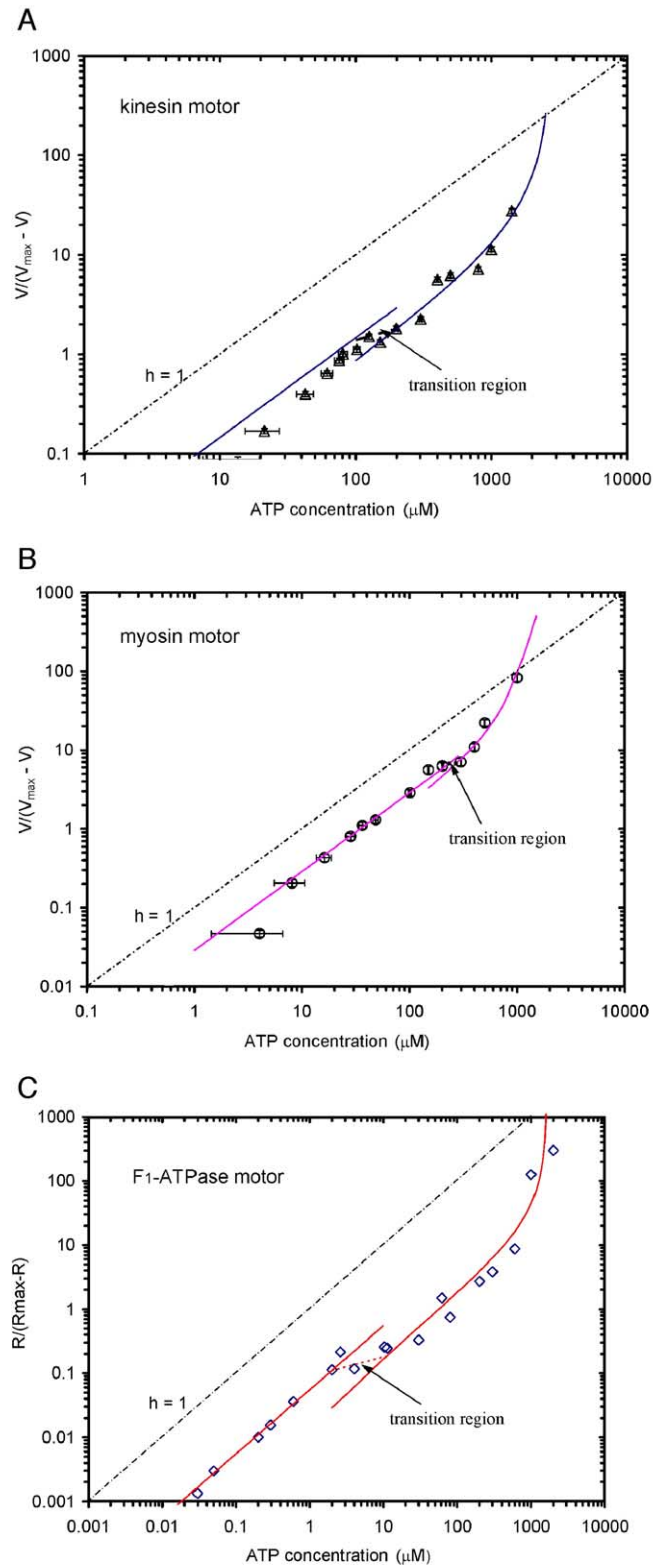 A
1000
100
10
1
0.1
V/(Vmax - V)
kinesin motor
h = 1
transition region
1 10 100 1000 10000
ATP concentration (μM)
B
1000
100
10
1
0.1
0.01
V/(Vmax - V)
myosin motor
h = 1
transition region
0.1 1 10 100 1000 10000
ATP concentration (μM)
C
1000
100
10
1
0.1
0.01
0.001
R/(Rmax-R)
F1-ATPase motor
h = 1
transition region
0.001 0.01 0.1 1 10 100 1000 10000
ATP concentration (μM)